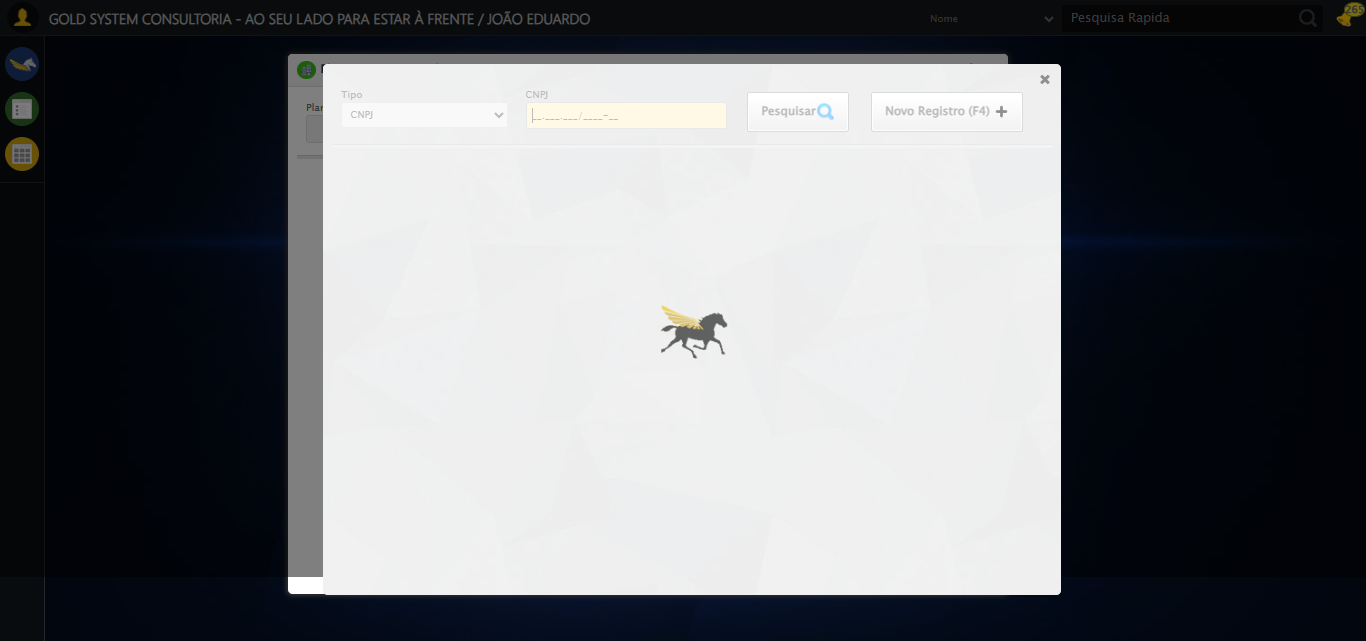 GOLD SYSTEM CONSULTORIA - AO SEU LADO PARA ESTAR À FRENTE / JOÃO EDUARDO
Nome
Pesquisa Rapida
265
Tipo
CNPJ
CNPJ
__.___.___/____-__
Pesquisar
Novo Registro (F4)